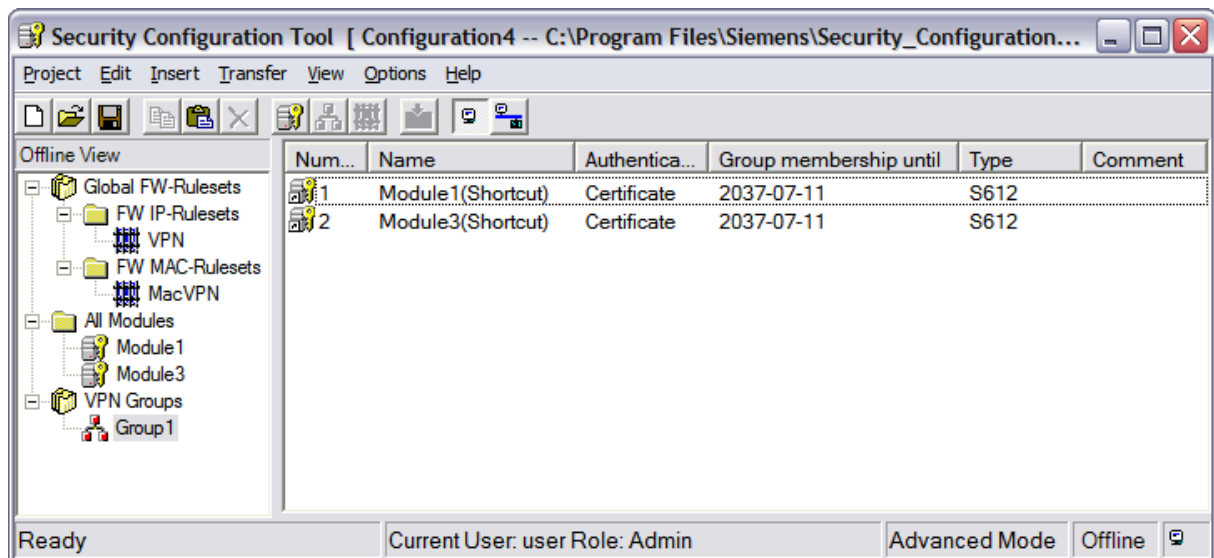 Security Configuration Tool [ Configuration4 -- C:\Program Files\Siemens\Security_Configuration...
Project Edit Insert Transfer View Options Help
Offline View
Global FW-Rulesets
FW IP-Rulesets
VPN
FW MAC-Rulesets
MacVPN
All Modules
Module1
Module3
VPN Groups
Group1
Num... Name Authentica... Group membership until Type Comment
1 Module1(Shortcut) Certificate 2037-07-11 S612
2 Module3(Shortcut) Certificate 2037-07-11 S612
Ready Current User: user Role: Admin Advanced Mode Offline